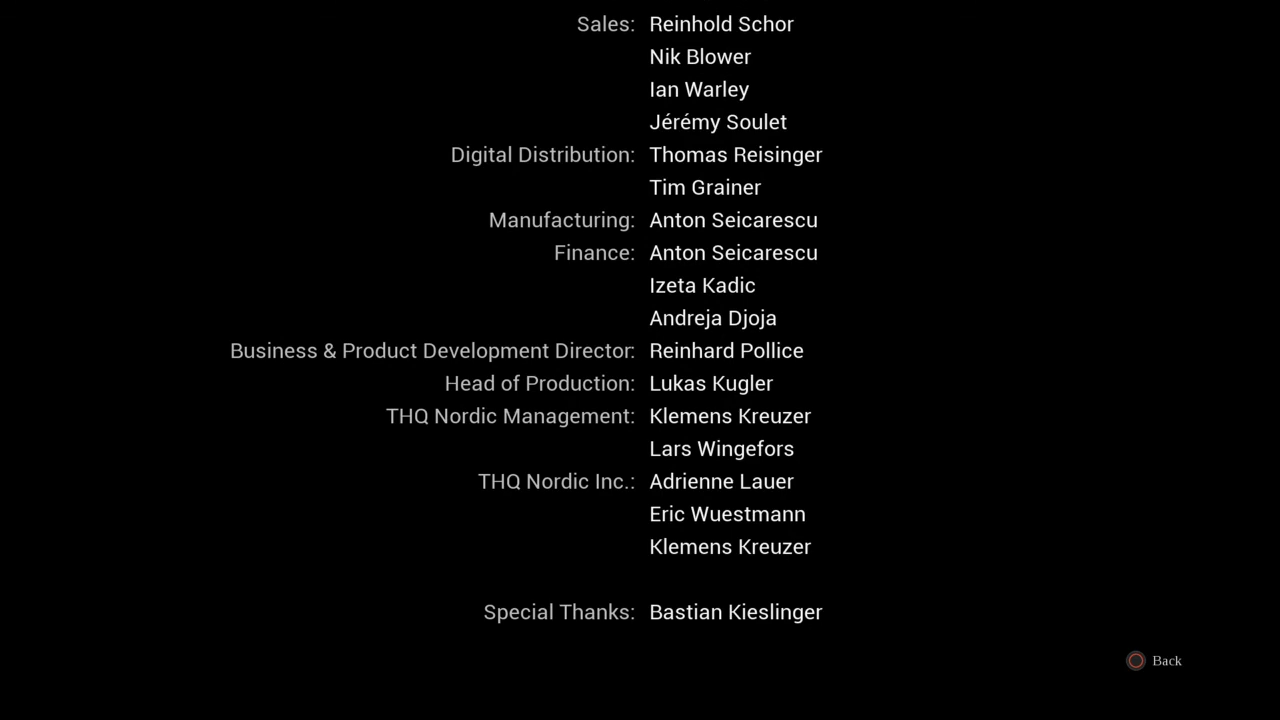 Sales: Reinhold Schor
Nik Blower
Ian Warley
Jérémy Soulet
Digital Distribution: Thomas Reisinger
Tim Grainer
Manufacturing: Anton Seicarescu
Finance: Anton Seicarescu
Izeta Kadic
Andreja Djoja
Business & Product Development Director: Reinhard Pollice
Head of Production: Lukas Kugler
THQ Nordic Management: Klemens Kreuzer
Lars Wingefors
THQ Nordic Inc.: Adrienne Lauer
Eric Wuestmann
Klemens Kreuzer
Special Thanks: Bastian Kieslinger
Back